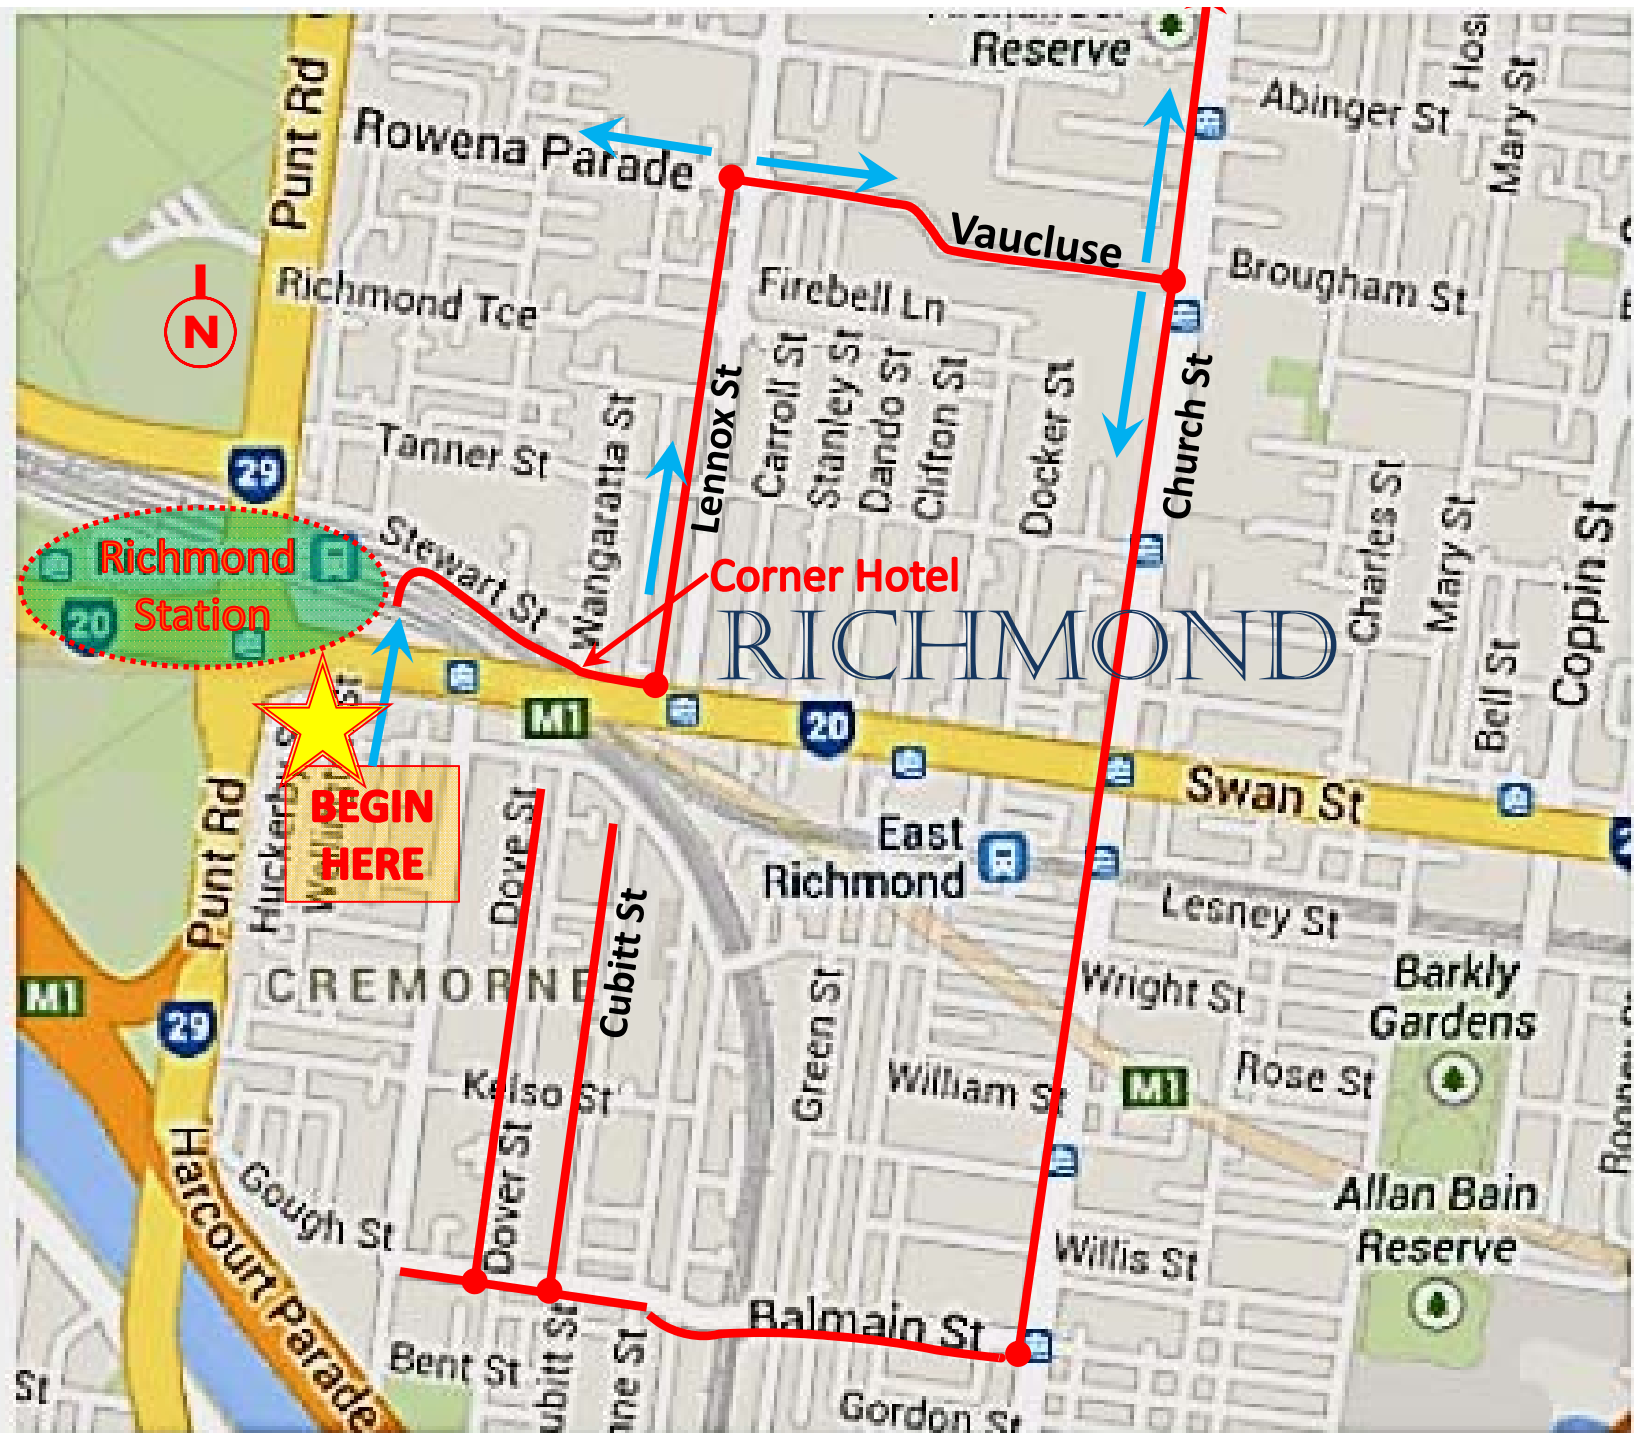 Reserve
Punt Rd
Abinger St
Mary St
Rowena Parade
Vaucluse
Brougham St
Richmond Tce
Firebell Ln
N
Carroll St
Stanley St
Dando St
Clifton St
Docker St
Church St
Lennox St
Wangaratta St
Tanner St
29
Charles St
Mary St
Coppin St
Stewart St
Richmond
Station
20
Corner Hotel
RICHMOND
Bell St
M1
20
Swan St
Punt Rd
BEGIN
HERE
Dove St
East
Richmond
Lesney St
Cubitt St
CREMORNE
M1
29
Green St
Wright St
Barkly
Gardens
Kelso St
William St
M1
Rose St
Harcourt Parade
Gough St
Dover St
Willis St
Allan Bain
Reserve
Balmain St
Bent St
Gordon St
St